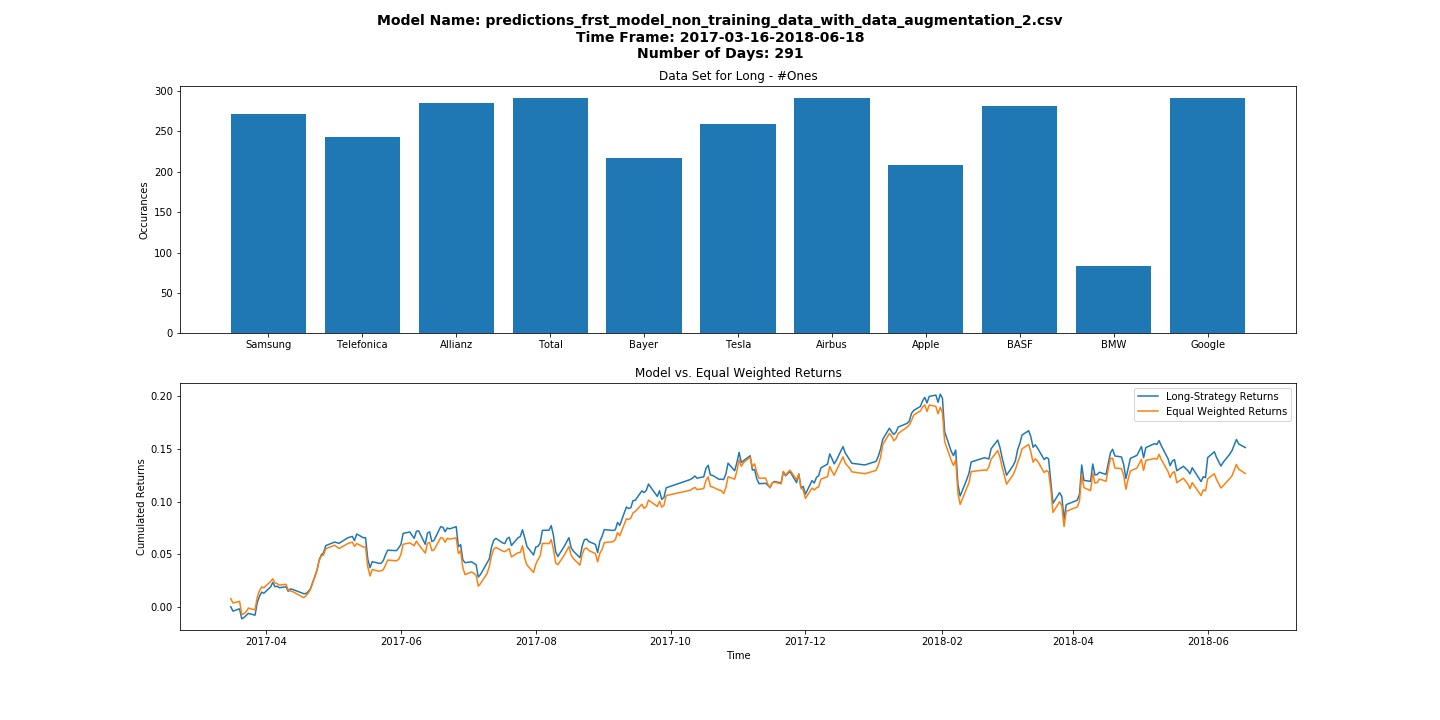 Model Name: predictions_frst_model_non_training_data_with_data_augmentation_2.csv
Time Frame: 2017-03-16-2018-06-18
Number of Days: 291
Data Set for Long - #Ones
300
250
200
150
100
50
0
Occurances
Samsung Telefonica Allianz Total Bayer Tesla Airbus Apple BASF BMW Google
Model vs. Equal Weighted Returns
0.20
0.15
0.10
0.05
0.00
Cumulated Returns
Long-Strategy Returns
Equal Weighted Returns
2017-04 2017-06 2017-08 2017-10 2017-12 2018-02 2018-04 2018-06
Time